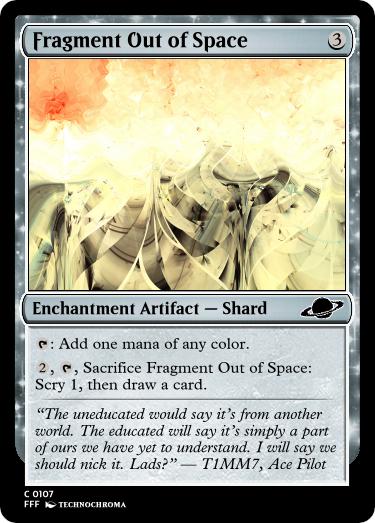 Fragment Out of Space 3
Enchantment Artifact — Shard
: Add one mana of any color.
2, , Sacrifice Fragment Out of Space:
Scry 1, then draw a card.
“The uneducated would say it’s from another
world. The educated will say it’s simply a part
of ours we have yet to understand. I will say we
should nick it. Lads?” — T1MM7, Ace Pilot
C 0107
FFF TECHNOCHROMA